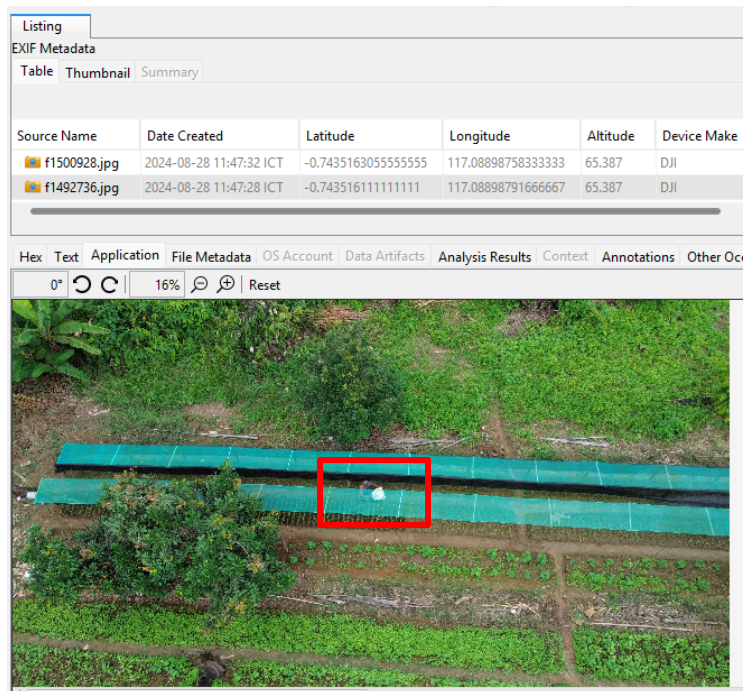 Listing
EXIF Metadata
Table Thumbnail Summary
Source Name Date Created Latitude Longitude Altitude Device Make
f1500928.jpg 2024-08-28 11:47:32 ICT -0.7435163055555555 117.08898758333333 65.387 DJI
f1492736.jpg 2024-08-28 11:47:28 ICT -0.743516111111111 117.08898791666667 65.387 DJI
Hex Text Application File Metadata OS Account Data Artifacts Analysis Results Context Annotations Other Oc
0° 16% Reset